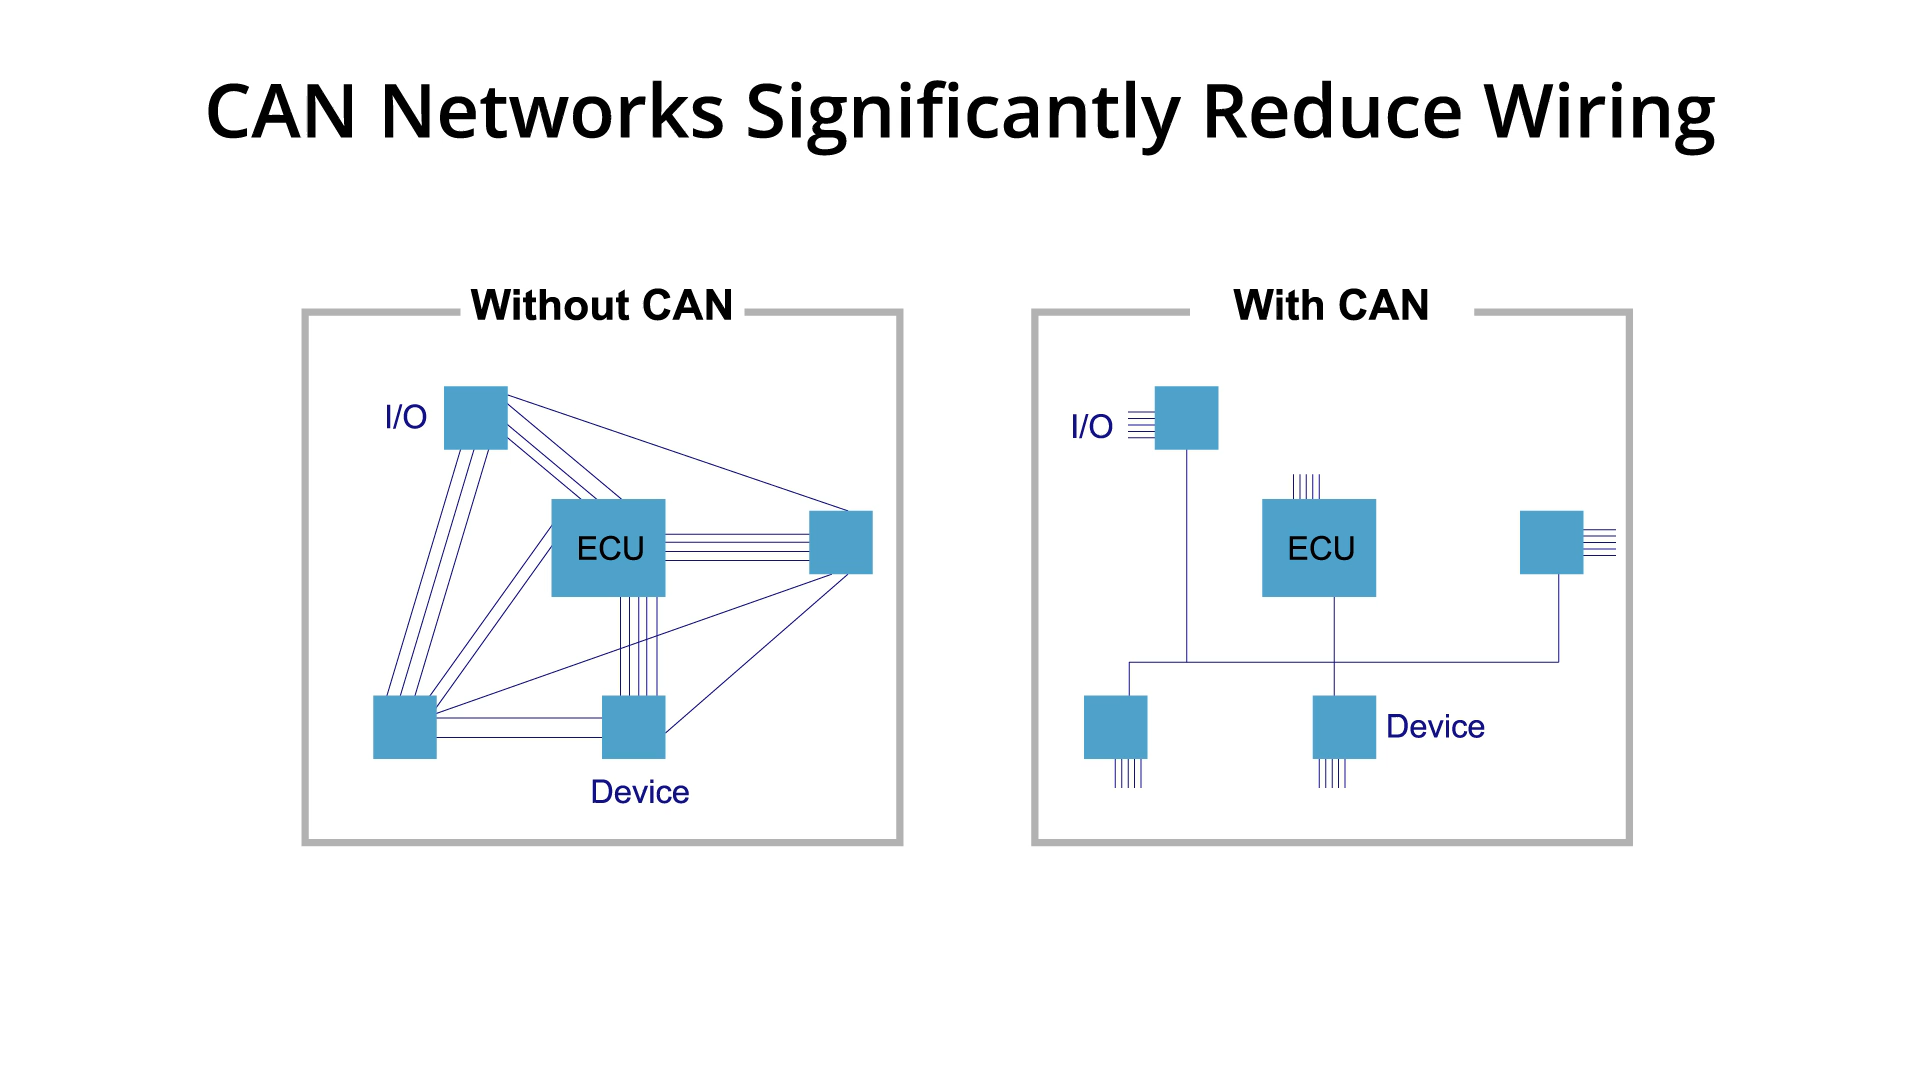 CAN Networks Significantly Reduce Wiring
Without CAN
I/O
ECU
Device
With CAN
I/O
ECU
Device